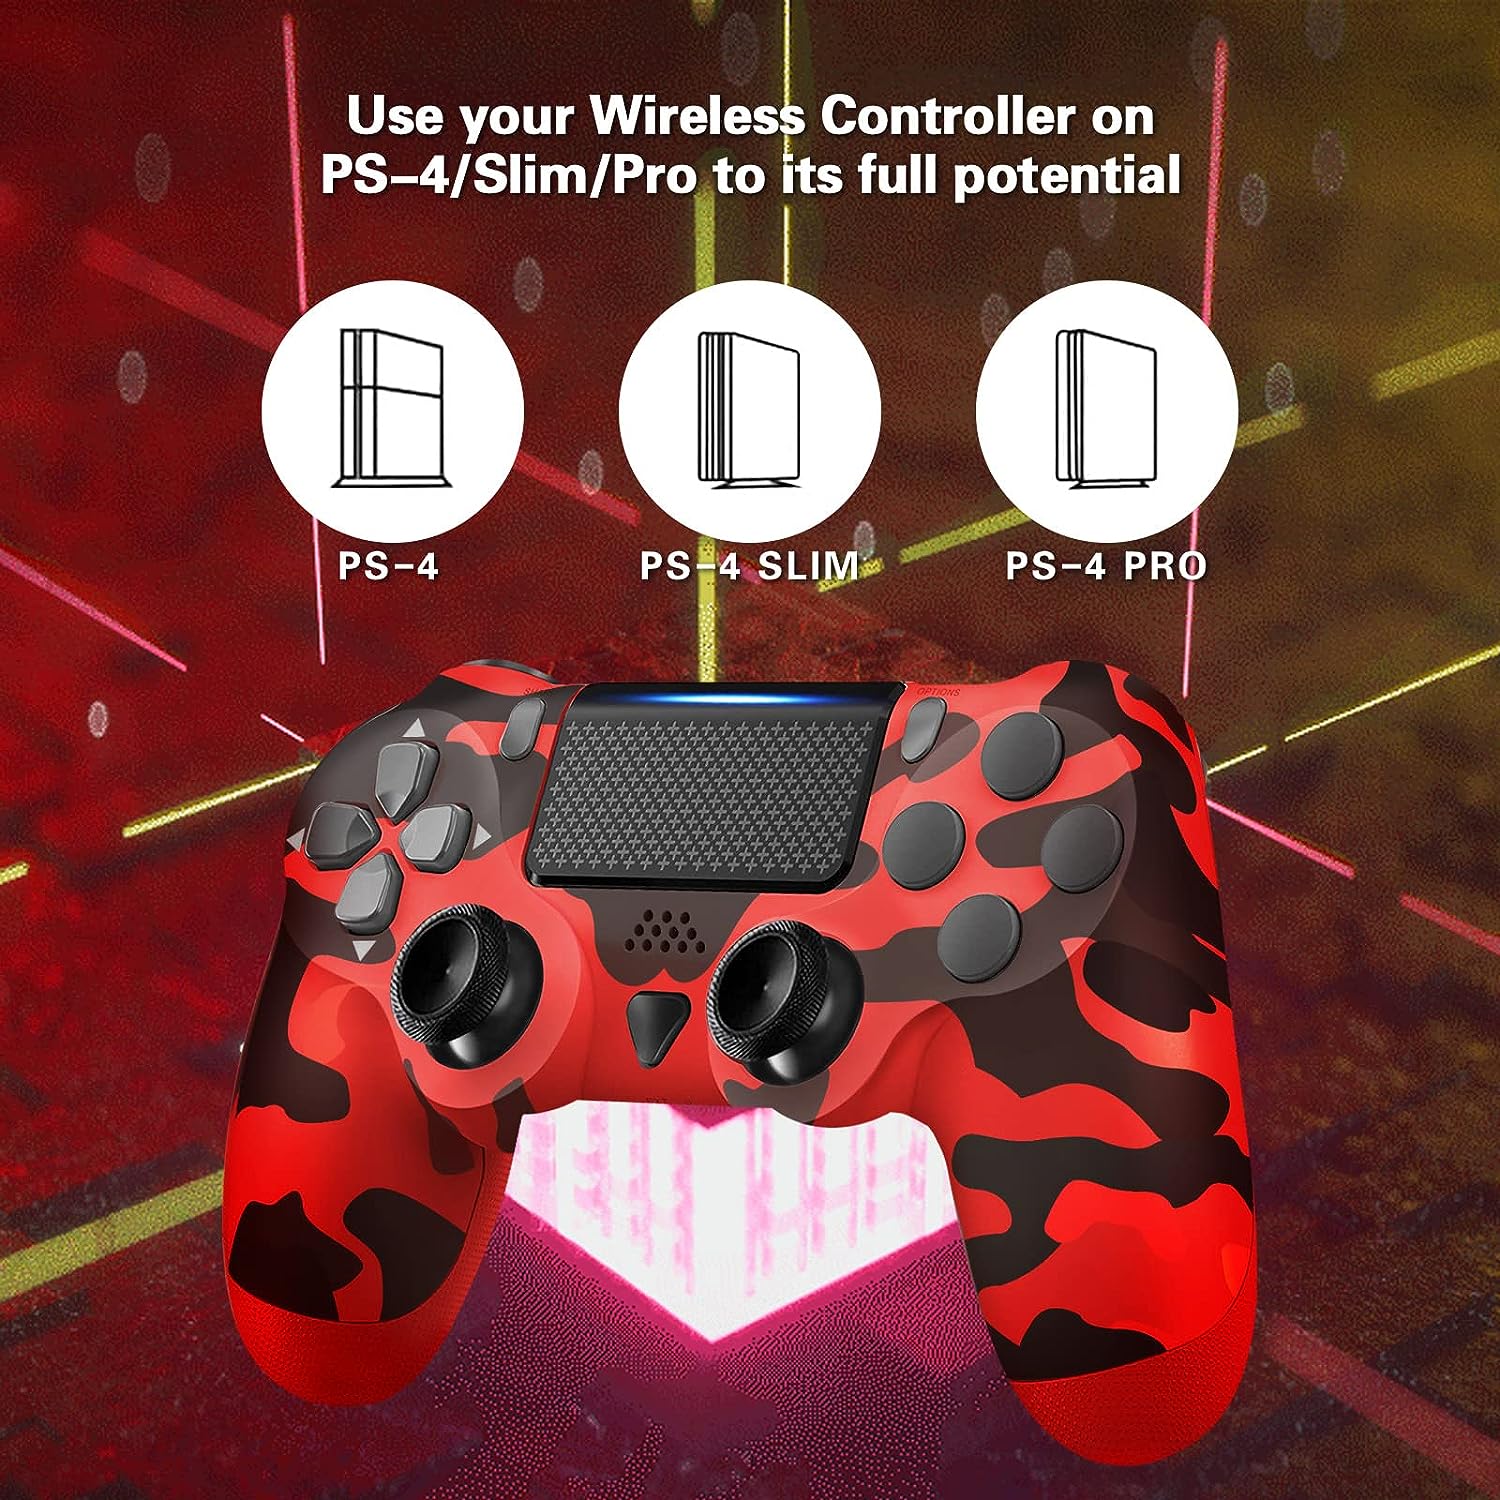 Use your Wireless Controller on
PS-4/Slim/Pro to its full potential
PS-4
PS-4 SLIM
PS-4 PRO
OPTIONS